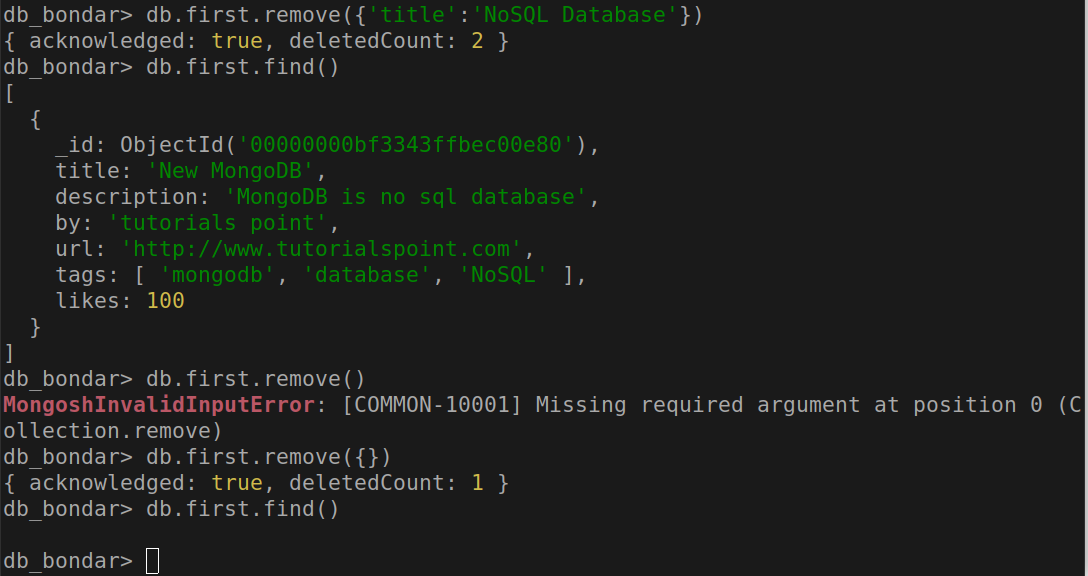 db_bondar> db.first.remove({'title':'NoSQL Database'})
{ acknowledged: true, deletedCount: 2 }
db_bondar> db.first.find()
[
  {
    _id: ObjectId('00000000bf3343ffbec00e80'),
    title: 'New MongoDB',
    description: 'MongoDB is no sql database',
    by: 'tutorials point',
    url: 'http://www.tutorialspoint.com',
    tags: [ 'mongodb', 'database', 'NoSQL' ],
    likes: 100
  }
]
db_bondar> db.first.remove()
MongoshInvalidInputError: [COMMON-10001] Missing required argument at position 0 (C
ollection.remove)
db_bondar> db.first.remove({})
{ acknowledged: true, deletedCount: 1 }
db_bondar> db.first.find()

db_bondar>